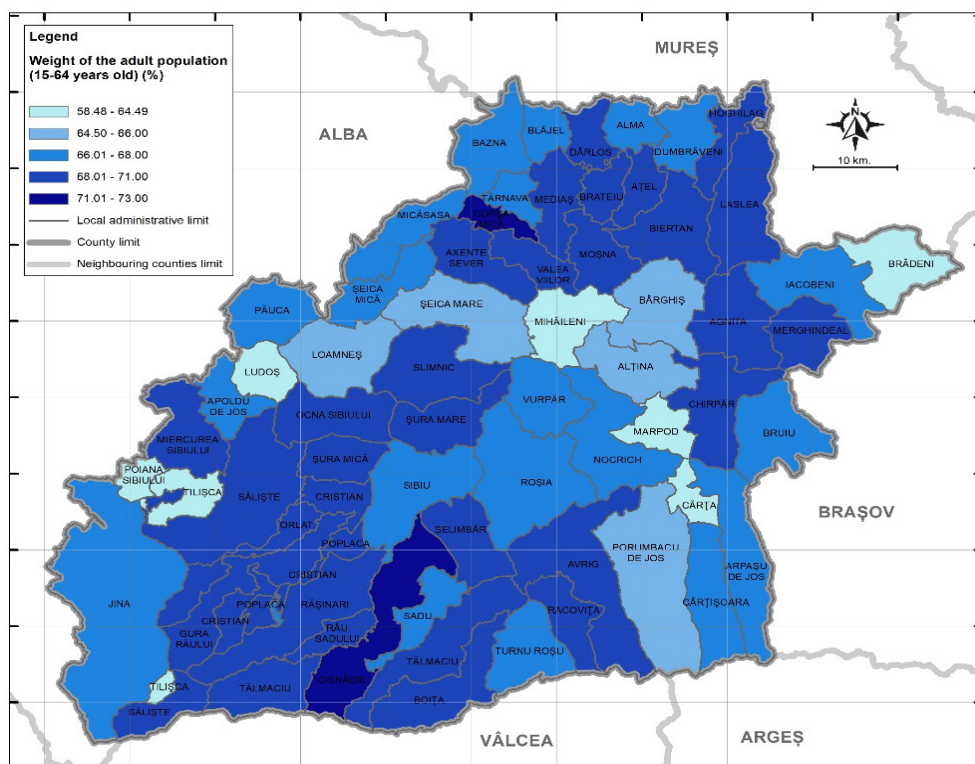 Legend
Weight of the adult population
(15-64 years old) (%)
58.48 - 64.49
64.50 - 66.00
66.01 - 68.00
68.01 - 71.00
71.01 - 73.00
Local administrative limit
County limit
Neighbouring counties limit
MUREŞ
ALBA
10 km.
HOGHILAG
BLĂJEL
ALMA
BAZNA
DÂRLOS
DUMBRĂVENI
TÂRNAVA
MEDIAŞ
BRATEIU
AŢEL
LASLEA
MICĂSASA
BIERTAN
AXENTE
SEVER
MOŞNA
VALEA
VIILOR
BRĂDENI
IACOBENI
ŞEICA
MICĂ
ŞEICA MARE
BÂRGHIŞ
PĂUCA
MIHĂILENI
AGNITA
MERGHINDEAL
LOAMNEŞ
LUDOŞ
SLIMNIC
ALŢINA
APOLDU
DE JOS
VURPĂR
CHIRPĂR
OCNA SIBIULUI
ŞURA MARE
MARPOD
BRUIU
MIERCUREA
SIBIULUI
ŞURA MICĂ
NOCRICH
POIANA
SIBIULUI
TILIŞCA
SĂLIŞTE
CRISTIAN
SIBIU
ROŞIA
CÂRŢA
BRAŞOV
ORLAT
SELIMBĂR
POPLACA
PORUMBACU
DE JOS
AVRIG
ARPAŞU
DE JOS
CRISTIAN
JINA
POPLACA
RĂŞINARI
CÂRŢIŞOARA
SADU
RACOVIŢA
CRISTIAN
GURA
RÂULUI
RÂU
SADULUI
TURNU ROŞU
TĂLMACIU
CISNĂDIE
TILIŞCA
TĂLMACIU
BOIŢA
SĂLIŞTE
VÂLCEA
ARGEŞ